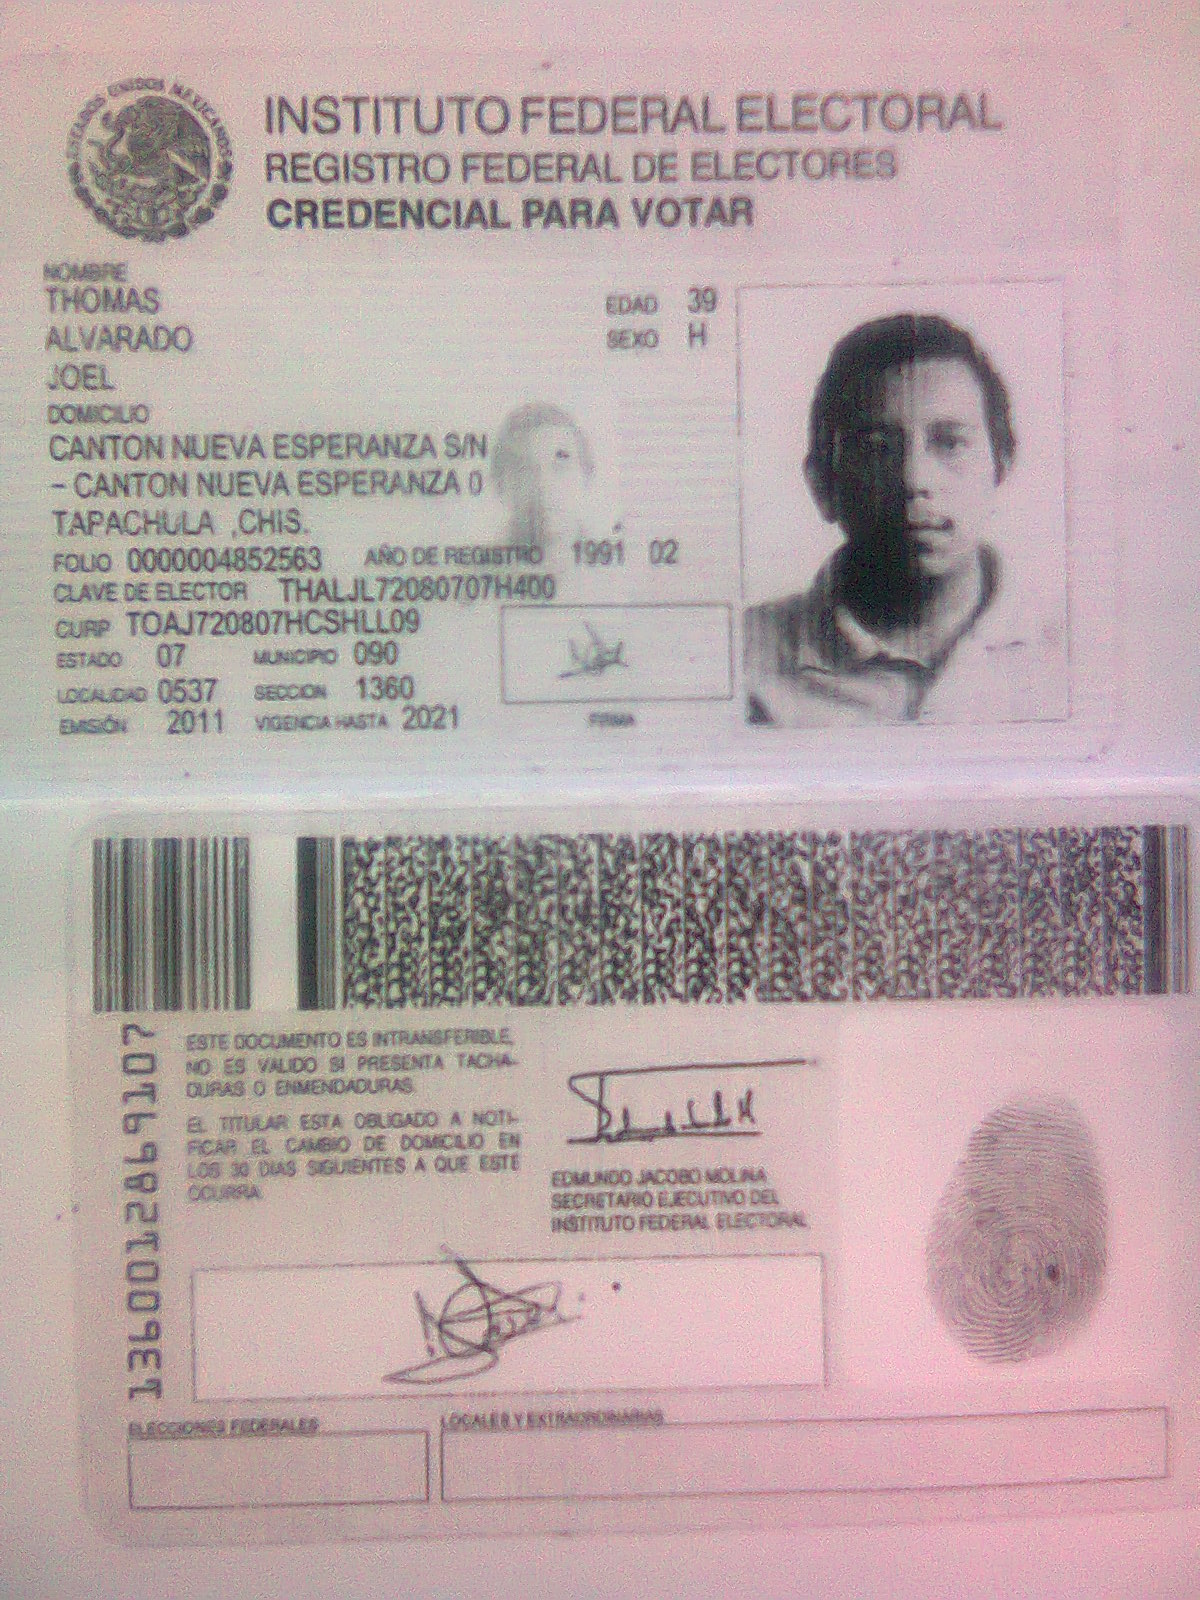 ESTADOS UNIDOS MEXICANOS
INSTITUTO FEDERAL ELECTORAL
REGISTRO FEDERAL DE ELECTORES
CREDENCIAL PARA VOTAR
NOMBRE
THOMAS
ALVARADO
JOEL
EDAD 39
SEXO H
DOMICILIO
CANTON NUEVA ESPERANZA S/N
- CANTON NUEVA ESPERANZA 0
TAPACHULA ,CHIS.
FOLIO 0000004852563 AÑO DE REGISTRO 1991 02
CLAVE DE ELECTOR THALJL72080707H400
CURP TOAJ720807HCSHLL09
ESTADO 07 MUNICIPIO 090
LOCALIDAD 0537 SECCION 1360
EMISIÓN 2011 VIGENCIA HASTA 2021
FIRMA
1360012869107
ESTE DOCUMENTO ES INTRANSFERIBLE,
NO ES VALIDO SI PRESENTA TACHA-
DURAS O ENMENDADURAS.
EL TITULAR ESTA OBLIGADO A NOTI-
FICAR EL CAMBIO DE DOMICILIO EN
LOS 30 DIAS SIGUIENTES A QUE ESTE
OCURRA
EDMUNDO JACOBO MOLINA
SECRETARIO EJECUTIVO DEL
INSTITUTO FEDERAL ELECTORAL
ELECCIONES FEDERALES
LOCALES Y EXTRAORDINARIAS